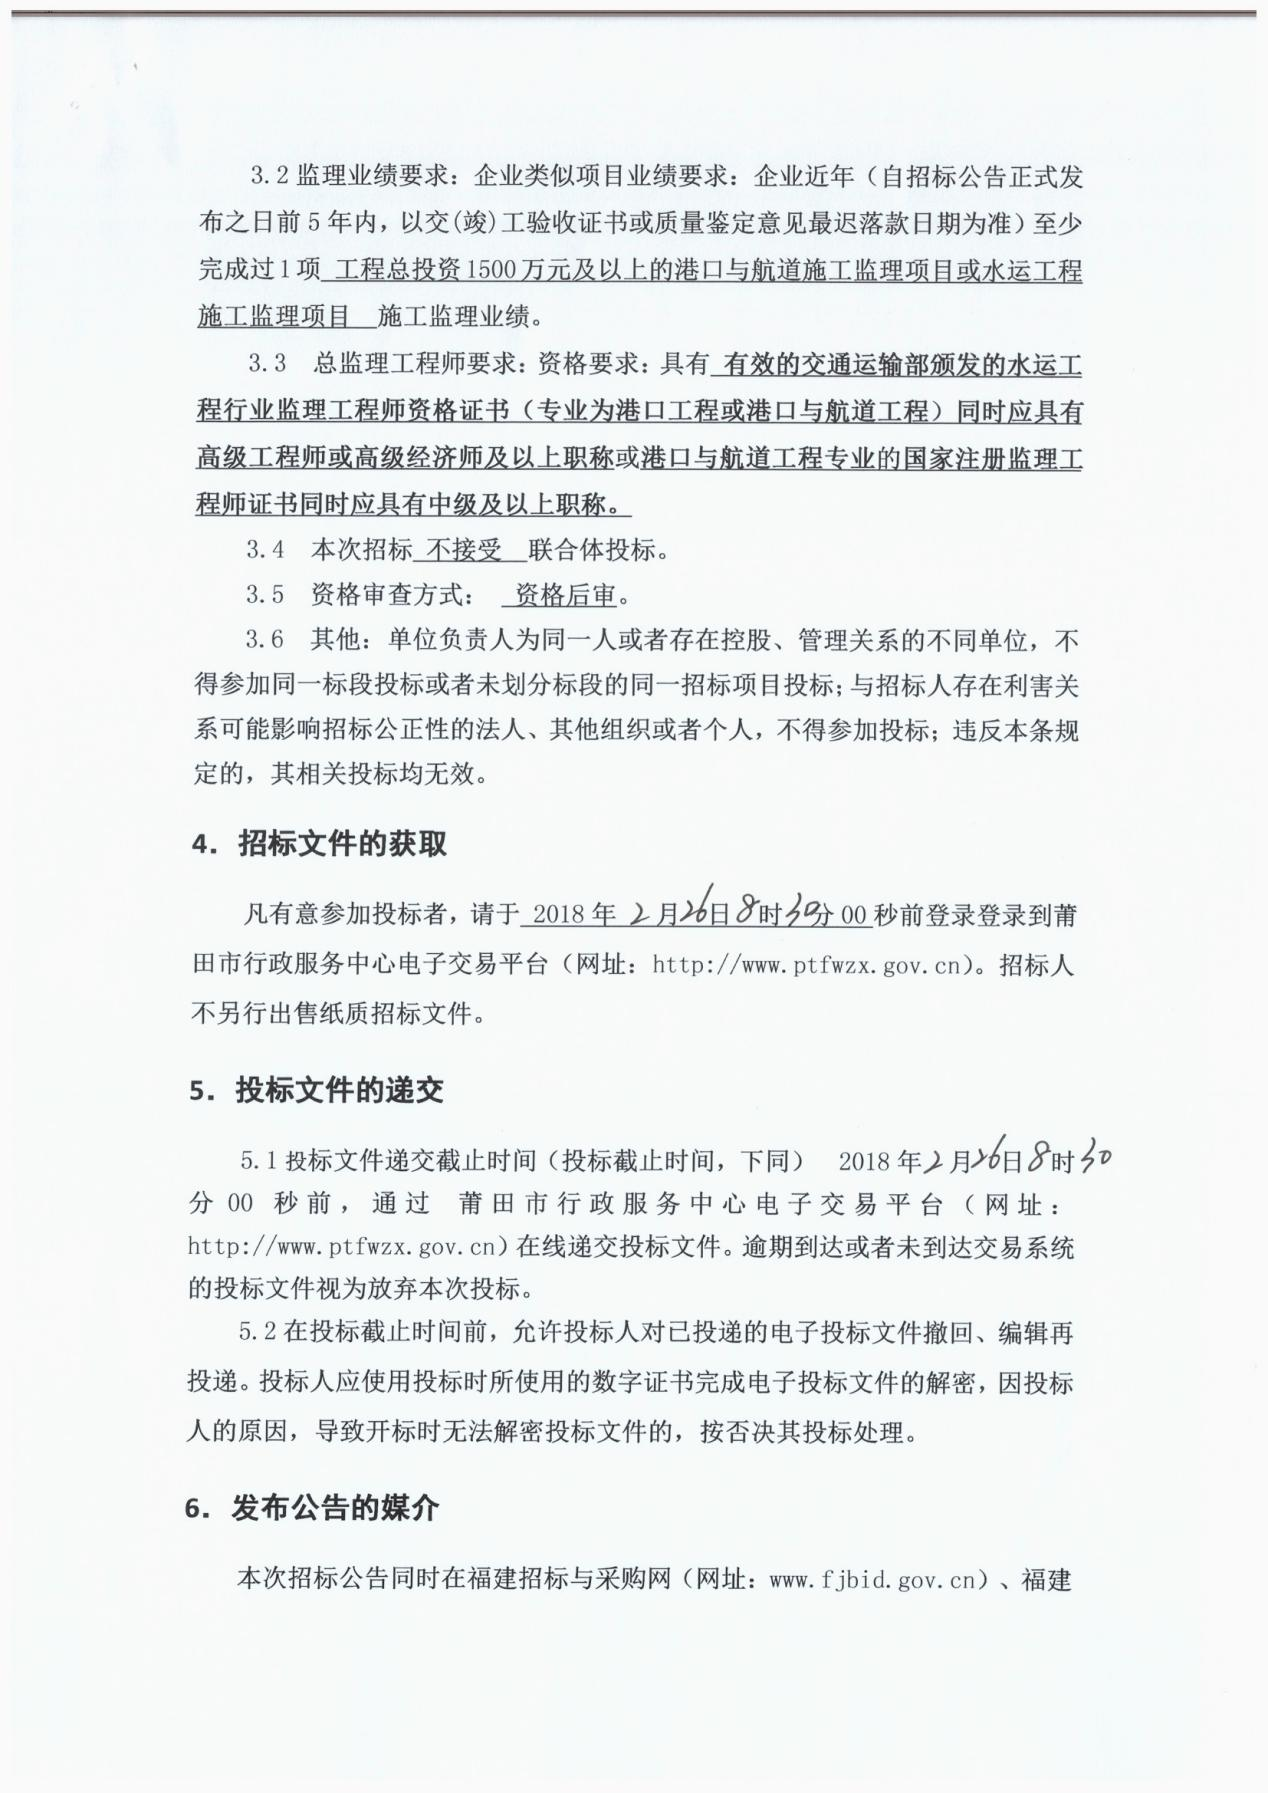 3.2 监理业绩要求：企业类似项目业绩要求：企业近年（自招标公告正式发
布之日前 5 年内，以交(竣)工验收证书或质量鉴定意见最迟落款日期为准）至少
完成过1项 工程总投资1500万元及以上的港口与航道施工监理项目或水运工程
施工监理项目 施工监理业绩。
3.3 总监理工程师要求：资格要求：具有 有效的交通运输部颁发的水运工
程行业监理工程师资格证书（专业为港口工程或港口与航道工程）同时应具有
高级工程师或高级经济师及以上职称或港口与航道工程专业的国家注册监理工
程师证书同时应具有中级及以上职称。
3.4 本次招标 不接受 联合体投标。
3.5 资格审查方式： 资格后审。
3.6 其他：单位负责人为同一人或者存在控股、管理关系的不同单位，不
得参加同一标段投标或者未划分标段的同一招标项目投标；与招标人存在利害关
系可能影响招标公正性的法人、其他组织或者个人，不得参加投标；违反本条规
定的，其相关投标均无效。
4. 招标文件的获取
凡有意参加投标者，请于 2018 年 2 月26日8时30分 00 秒前登录登录到莆
田市行政服务中心电子交易平台（网址：http://www.ptfwzx.gov.cn)。招标人
不另行出售纸质招标文件。
5. 投标文件的递交
5.1 投标文件递交截止时间（投标截止时间，下同） 2018 年2月26日8时30
分 00 秒前，通过 莆田市行政服务中心电子交易平台（网址：
http://www.ptfwzx.gov.cn)在线递交投标文件。逾期到达或者未到达交易系统
的投标文件视为放弃本次投标。
5.2 在投标截止时间前，允许投标人对已投递的电子投标文件撤回、编辑再
投递。投标人应使用投标时所使用的数字证书完成电子投标文件的解密，因投标
人的原因，导致开标时无法解密投标文件的，按否决其投标处理。
6. 发布公告的媒介
本次招标公告同时在福建招标与采购网（网址：www.fjbid.gov.cn）、福建